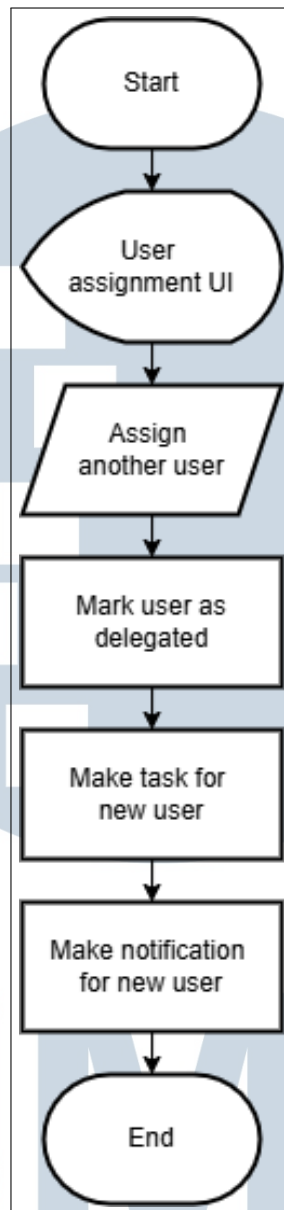 Start
User
assignment UI
Assign
another user
Mark user as
delegated
Make task for
new user
Make notification
for new user
End